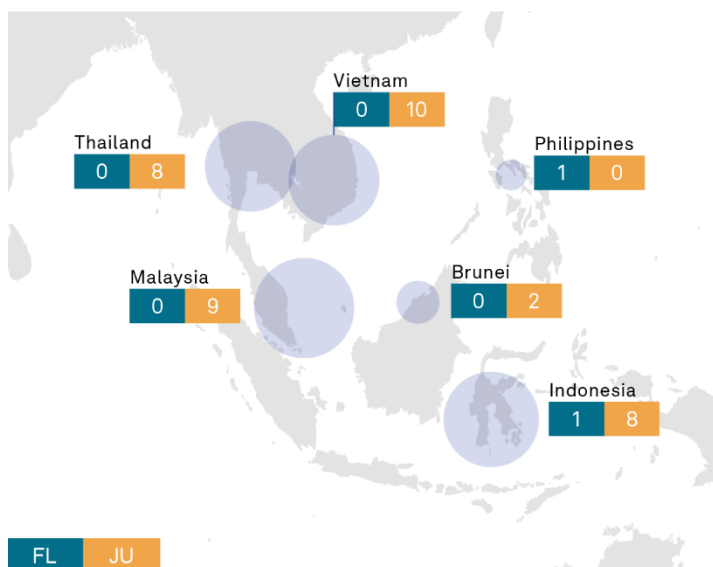 Vietnam
0 10
Thailand
0 8
Philippines
1 0
Malaysia
0 9
Brunei
0 2
Indonesia
1 8
FL JU